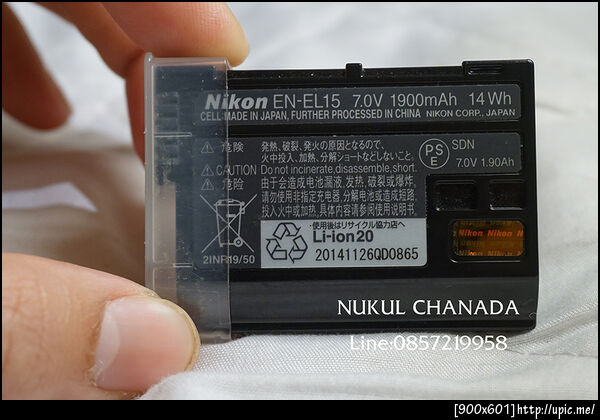 Nikon EN-EL15 7.0V 1900mAh 14Wh
CELL MADE IN JAPAN, FURTHER PROCESSED IN CHINA NIKON CORP., JAPAN
⚠ 危険 発熱、破裂、発火の原因となるので、
火中投入、加熱、分解ショートなどしないこと。
⚠ CAUTION Do not incinerate, disassemble, short.
⚠ 危险 由于会造成电池漏液、发热、破裂,
请勿使用非指定充电器、分解电池或造成短路、
投入火中或加热。具体内容请参阅使用说明书。
PSE
SDN
7.0V 1.90Ah
Nikon Nikon Nikon
使用後はリサイクル協力店へ
Li-ion20
20141126QD0865
2INR19/50
NUKUL CHANADA
Line:0857219958
[900x601]http://upic.me/